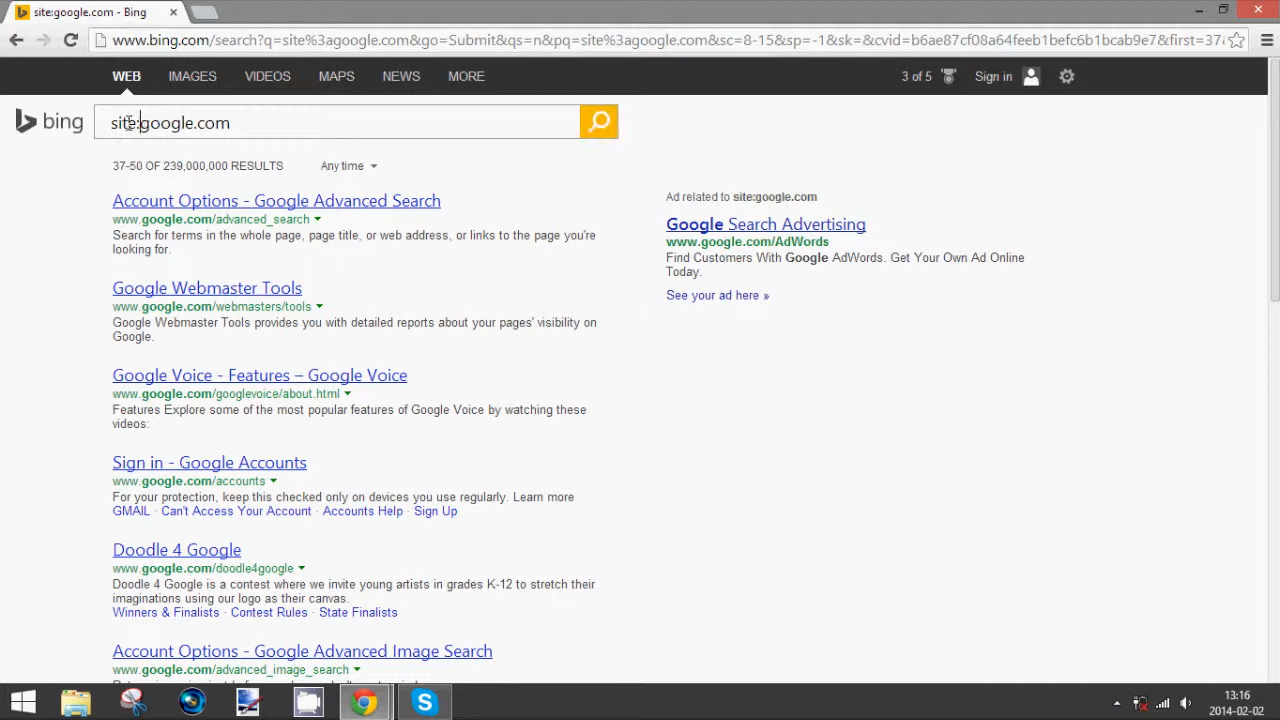 site:google.com - Bing
www.bing.com/search?q=site%3agoogle.com&go=Submit&qs=n&pq=site%3agoogle.com&sc=8-15&sp=-1&sk=&cvid=b6ae87cf08a64feeb1befc6b1bcab9e7&first=37
WEB IMAGES VIDEOS MAPS NEWS MORE 3 of 5 Sign in
bing site:google.com
37-50 OF 239,000,000 RESULTS Any time
Account Options - Google Advanced Search
www.google.com/advanced_search
Search for terms in the whole page, page title, or web address, or links to the page you're
looking for.
Google Webmaster Tools
www.google.com/webmasters/tools
Google Webmaster Tools provides you with detailed reports about your pages' visibility on
Google.
Google Voice - Features – Google Voice
www.google.com/googlevoice/about.html
Features Explore some of the most popular features of Google Voice by watching these
videos:
Sign in - Google Accounts
www.google.com/accounts
For your protection, keep this checked only on devices you use regularly. Learn more
GMAIL · Can't Access Your Account · Accounts Help · Sign Up
Doodle 4 Google
www.google.com/doodle4google
Doodle 4 Google is a contest where we invite young artists in grades K-12 to stretch their
imaginations using our logo as their canvas.
Winners & Finalists · Contest Rules · State Finalists
Account Options - Google Advanced Image Search
www.google.com/advanced_image_search
Ad related to site:google.com
Google Search Advertising
www.google.com/AdWords
Find Customers With Google AdWords. Get Your Own Ad Online
Today.
See your ad here »
13:16
2014-02-02